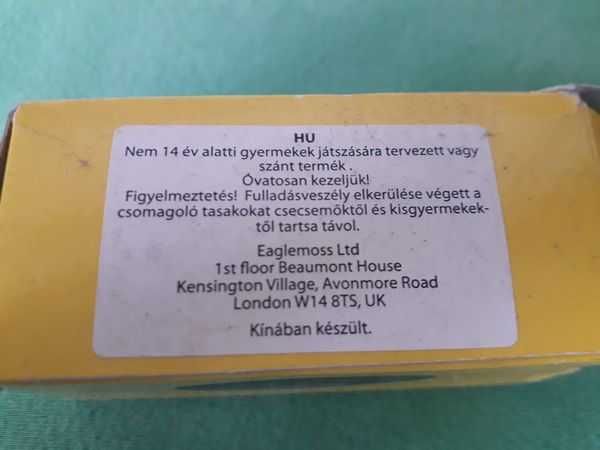 HU
Nem 14 év alatti gyermekek játszására tervezett vagy
szánt termék .
Óvatosan kezeljük!
Figyelmeztetés! Fulladásveszély elkerülése végett a
csomagoló tasakokat csecsemőktől és kisgyermekek-
től tartsa távol.
Eaglemoss Ltd
1st floor Beaumont House
Kensington Village, Avonmore Road
London W14 8TS, UK
Kínában készült.